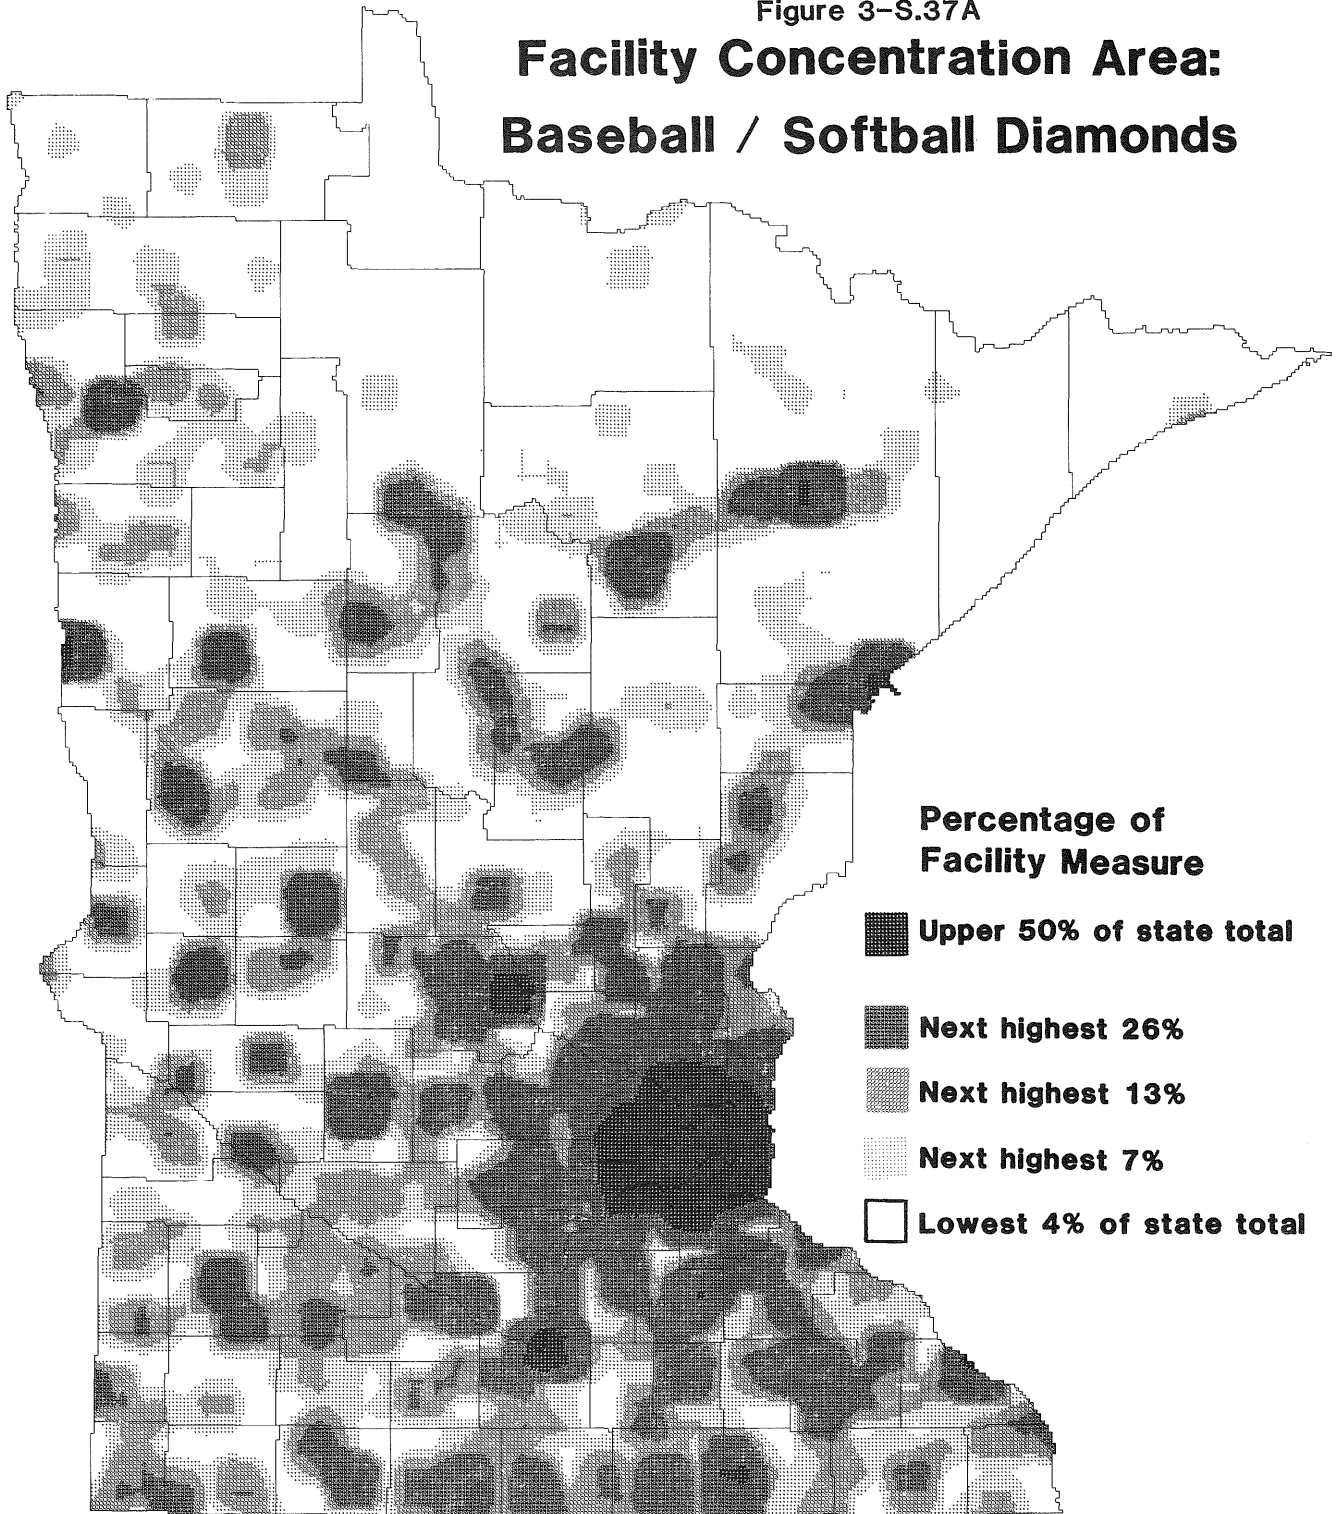 Figure 3-S.37A
Facility Concentration Area:
Baseball / Softball Diamonds
Percentage of
Facility Measure
Upper 50% of state total
Next highest 26%
Next highest 13%
Next highest 7%
Lowest 4% of state total